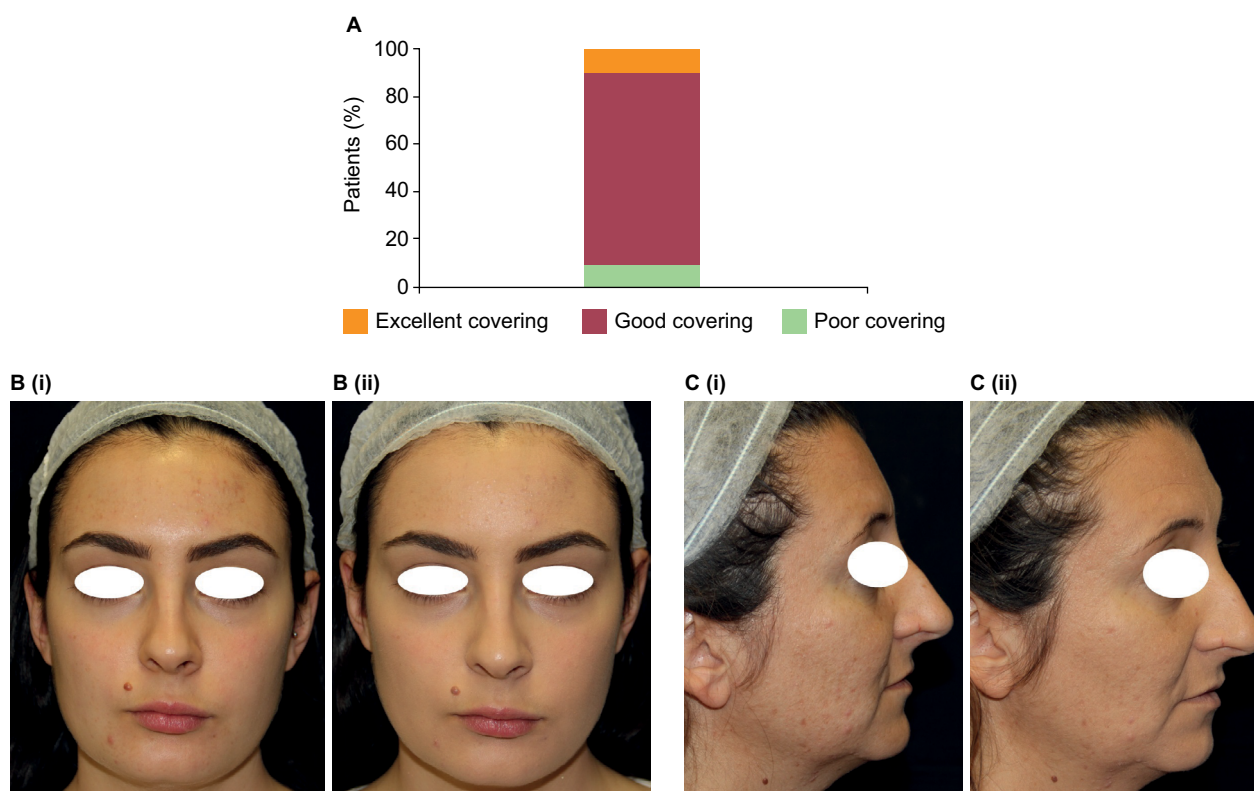 A
100
80
60
40
20
0
Patients (%)
Excellent covering Good covering Poor covering
B (i) B (ii) C (i) C (ii)